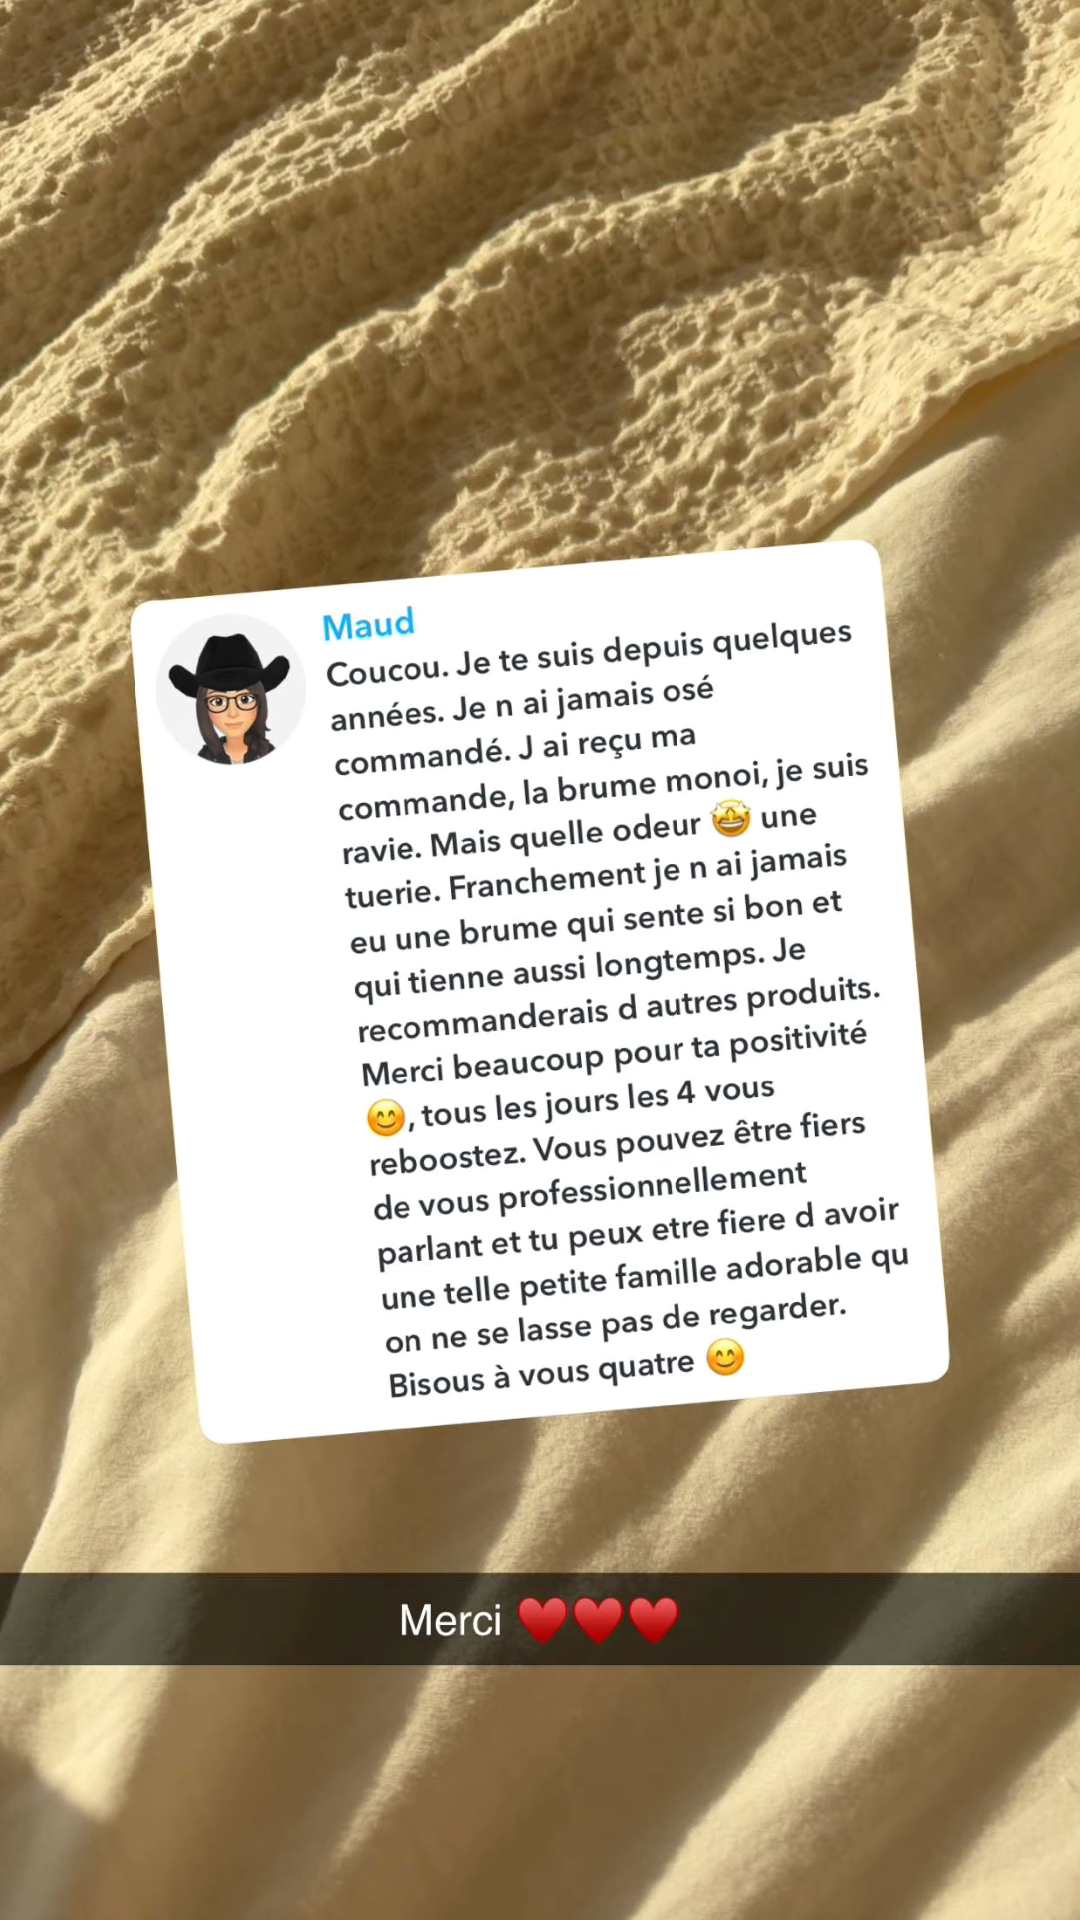 Maud
Coucou. Je te suis depuis quelques
années. Je n ai jamais osé
commandé. J ai reçu ma
commande, la brume monoi, je suis
ravie. Mais quelle odeur 🤩 une
tuerie. Franchement je n ai jamais
eu une brume qui sente si bon et
qui tienne aussi longtemps. Je
recommanderais d autres produits.
Merci beaucoup pour ta positivité
😊, tous les jours les 4 vous
reboostez. Vous pouvez être fiers
de vous professionnellement
parlant et tu peux etre fiere d avoir
une telle petite famille adorable qu
on ne se lasse pas de regarder.
Bisous à vous quatre 😊
Merci ♥️♥️♥️